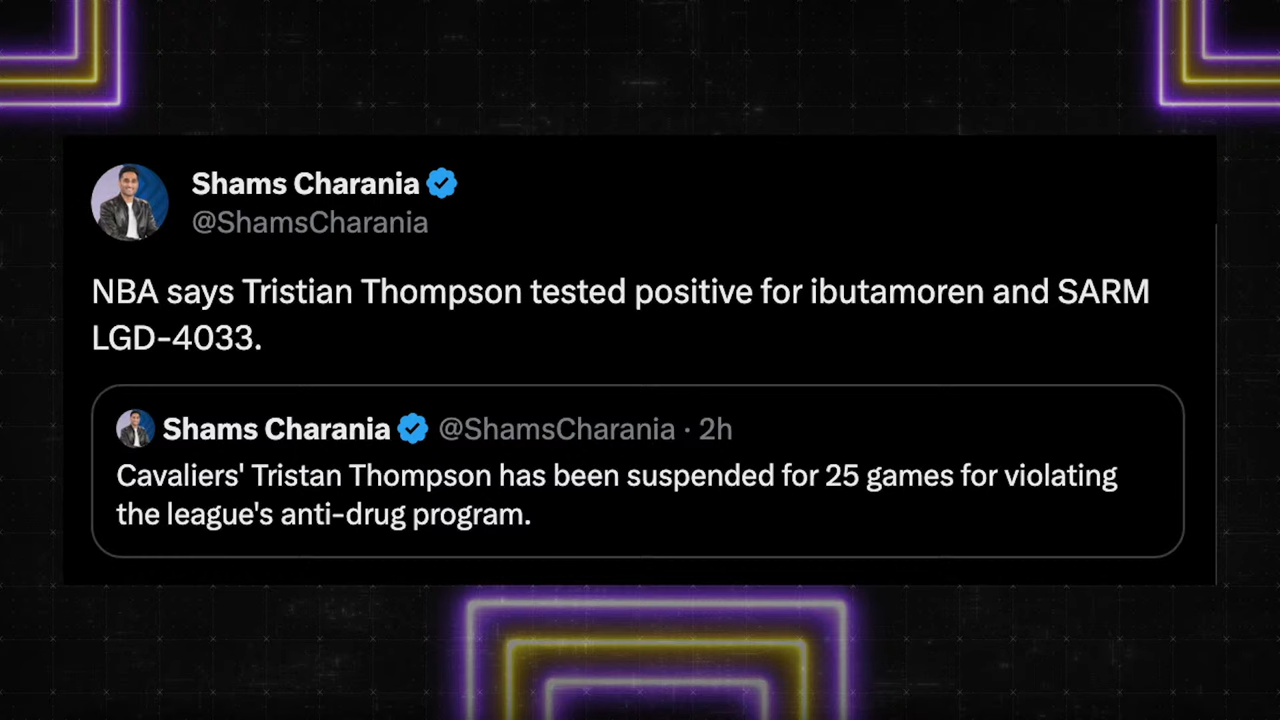 Shams Charania
@ShamsCharania
NBA says Tristian Thompson tested positive for ibutamoren and SARM
LGD-4033.
Shams Charania @ShamsCharania · 2h
Cavaliers' Tristan Thompson has been suspended for 25 games for violating
the league's anti-drug program.